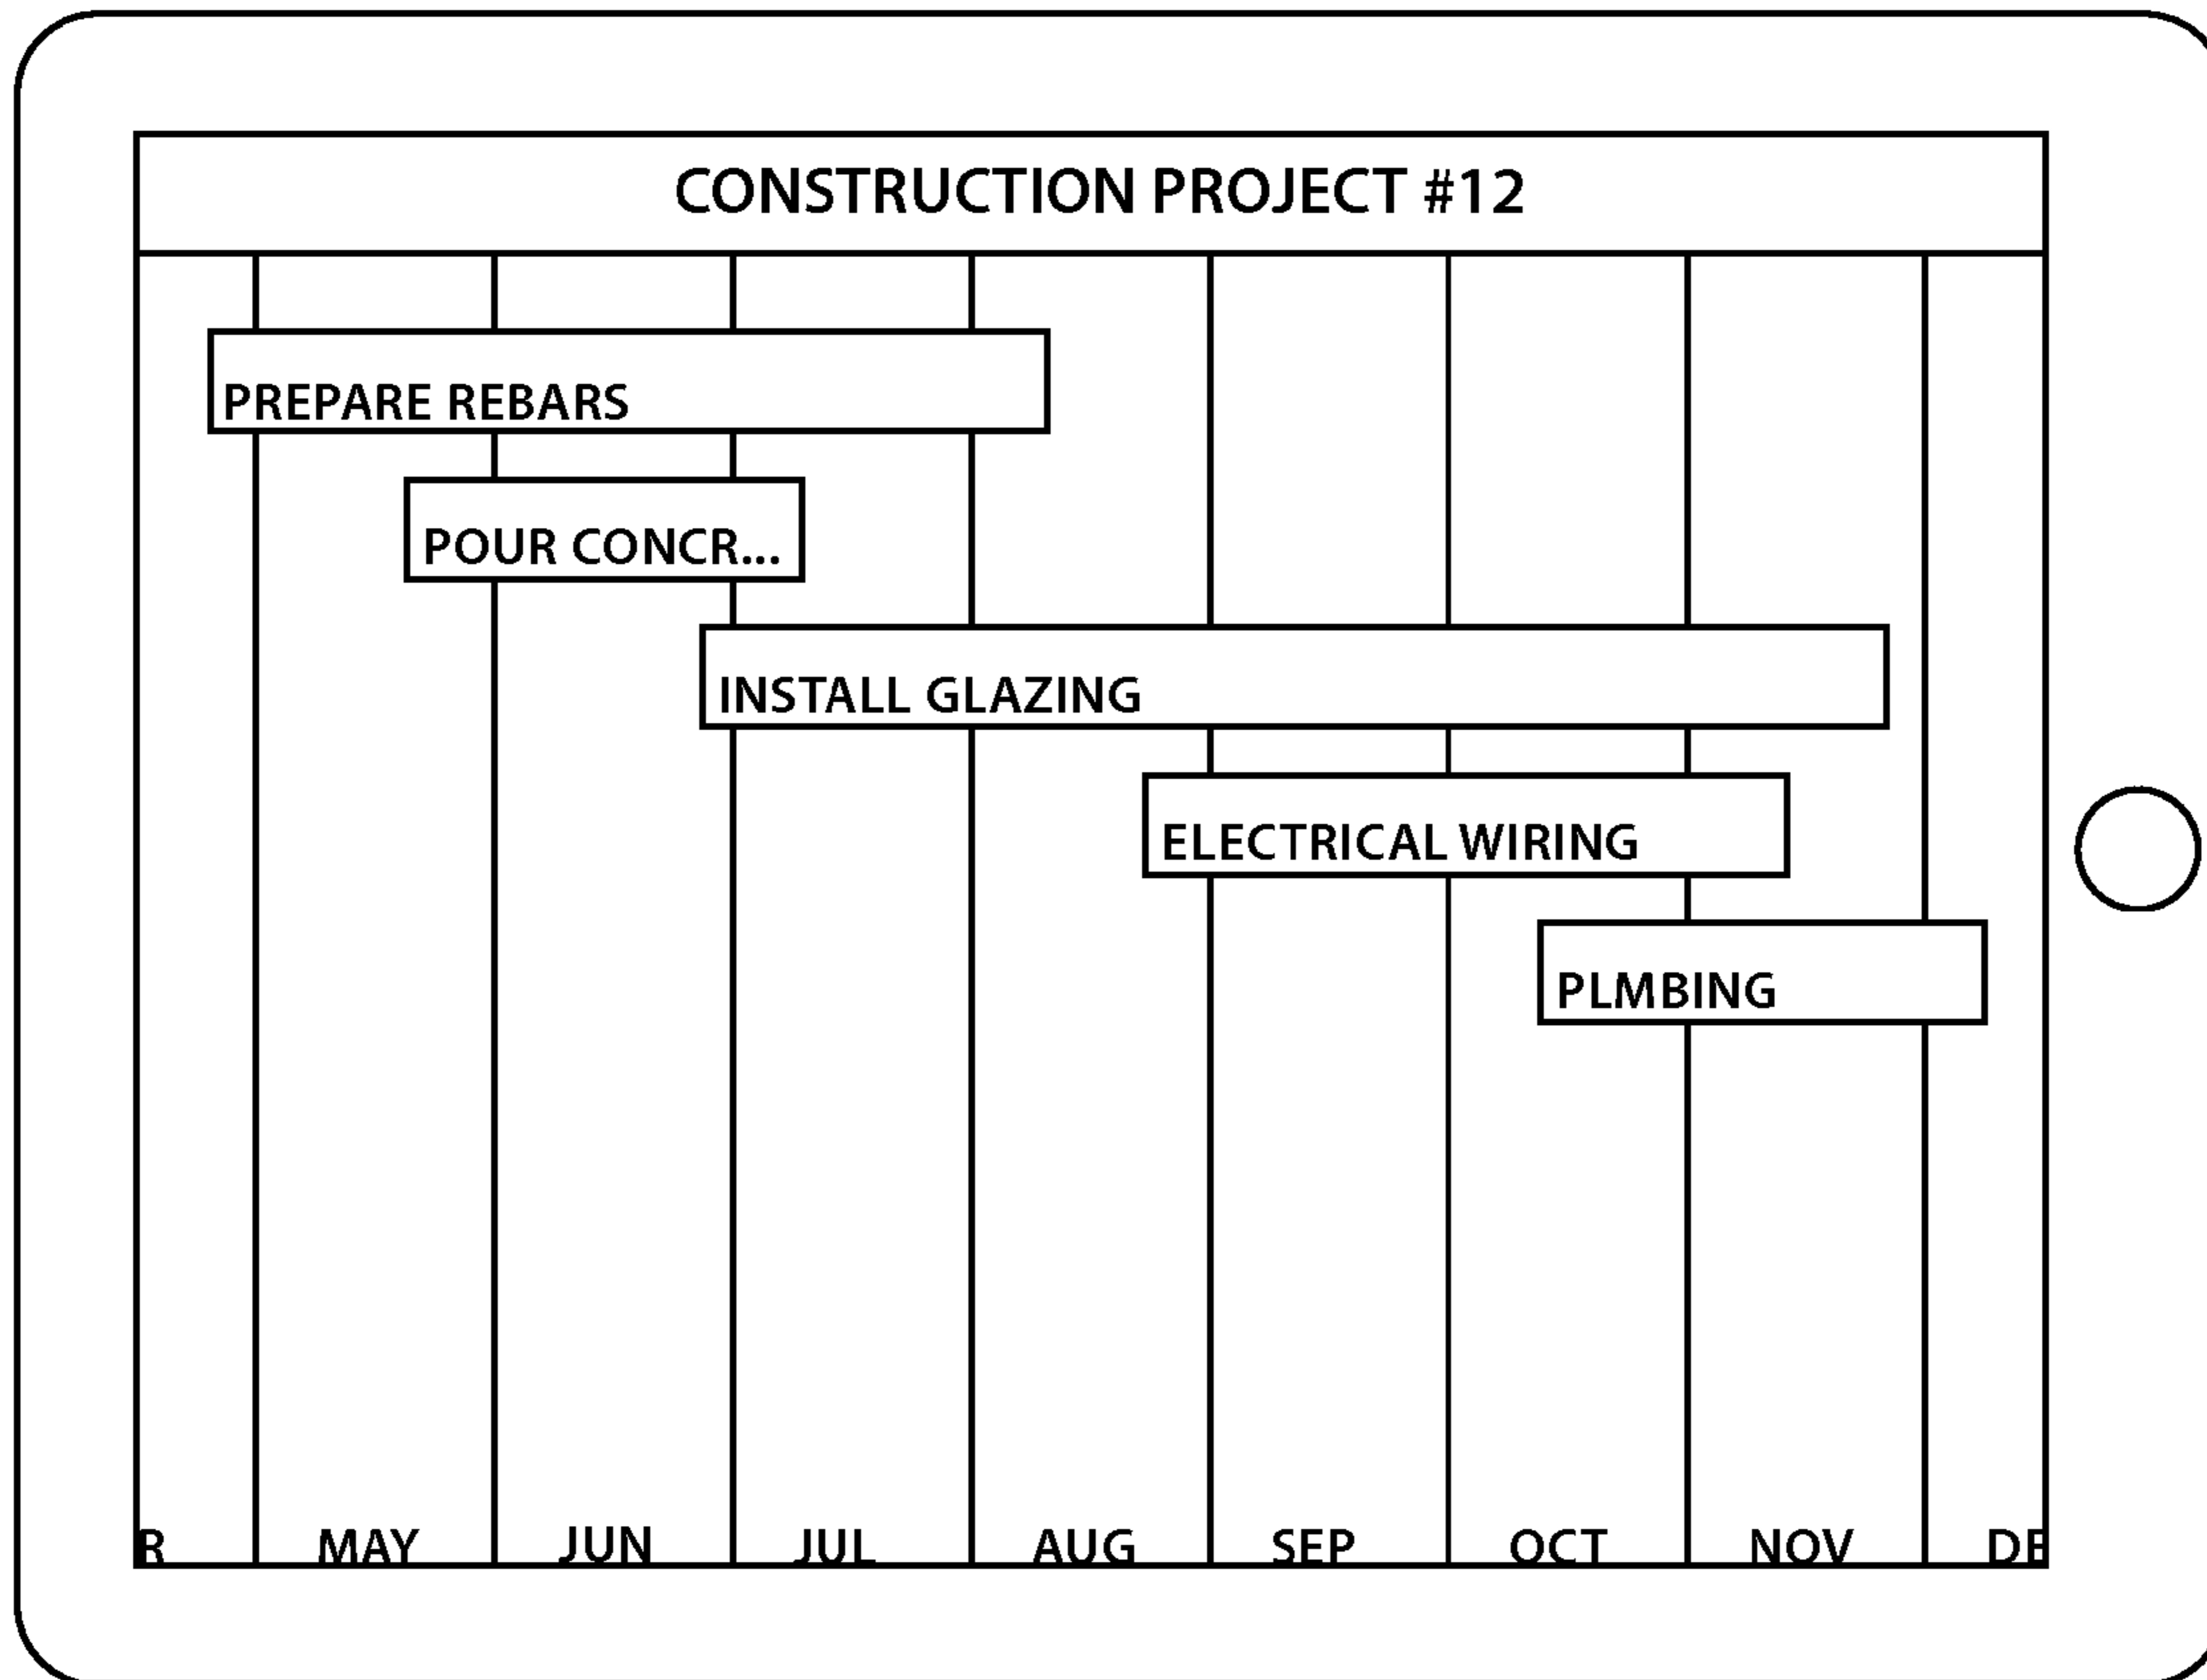 CONSTRUCTION PROJECT #12
PREPARE REBARS
POUR CONCR...
INSTALL GLAZING
ELECTRICAL WIRING
PLMBING
R MAY JUN JUL AUG SEP OCT NOV DE